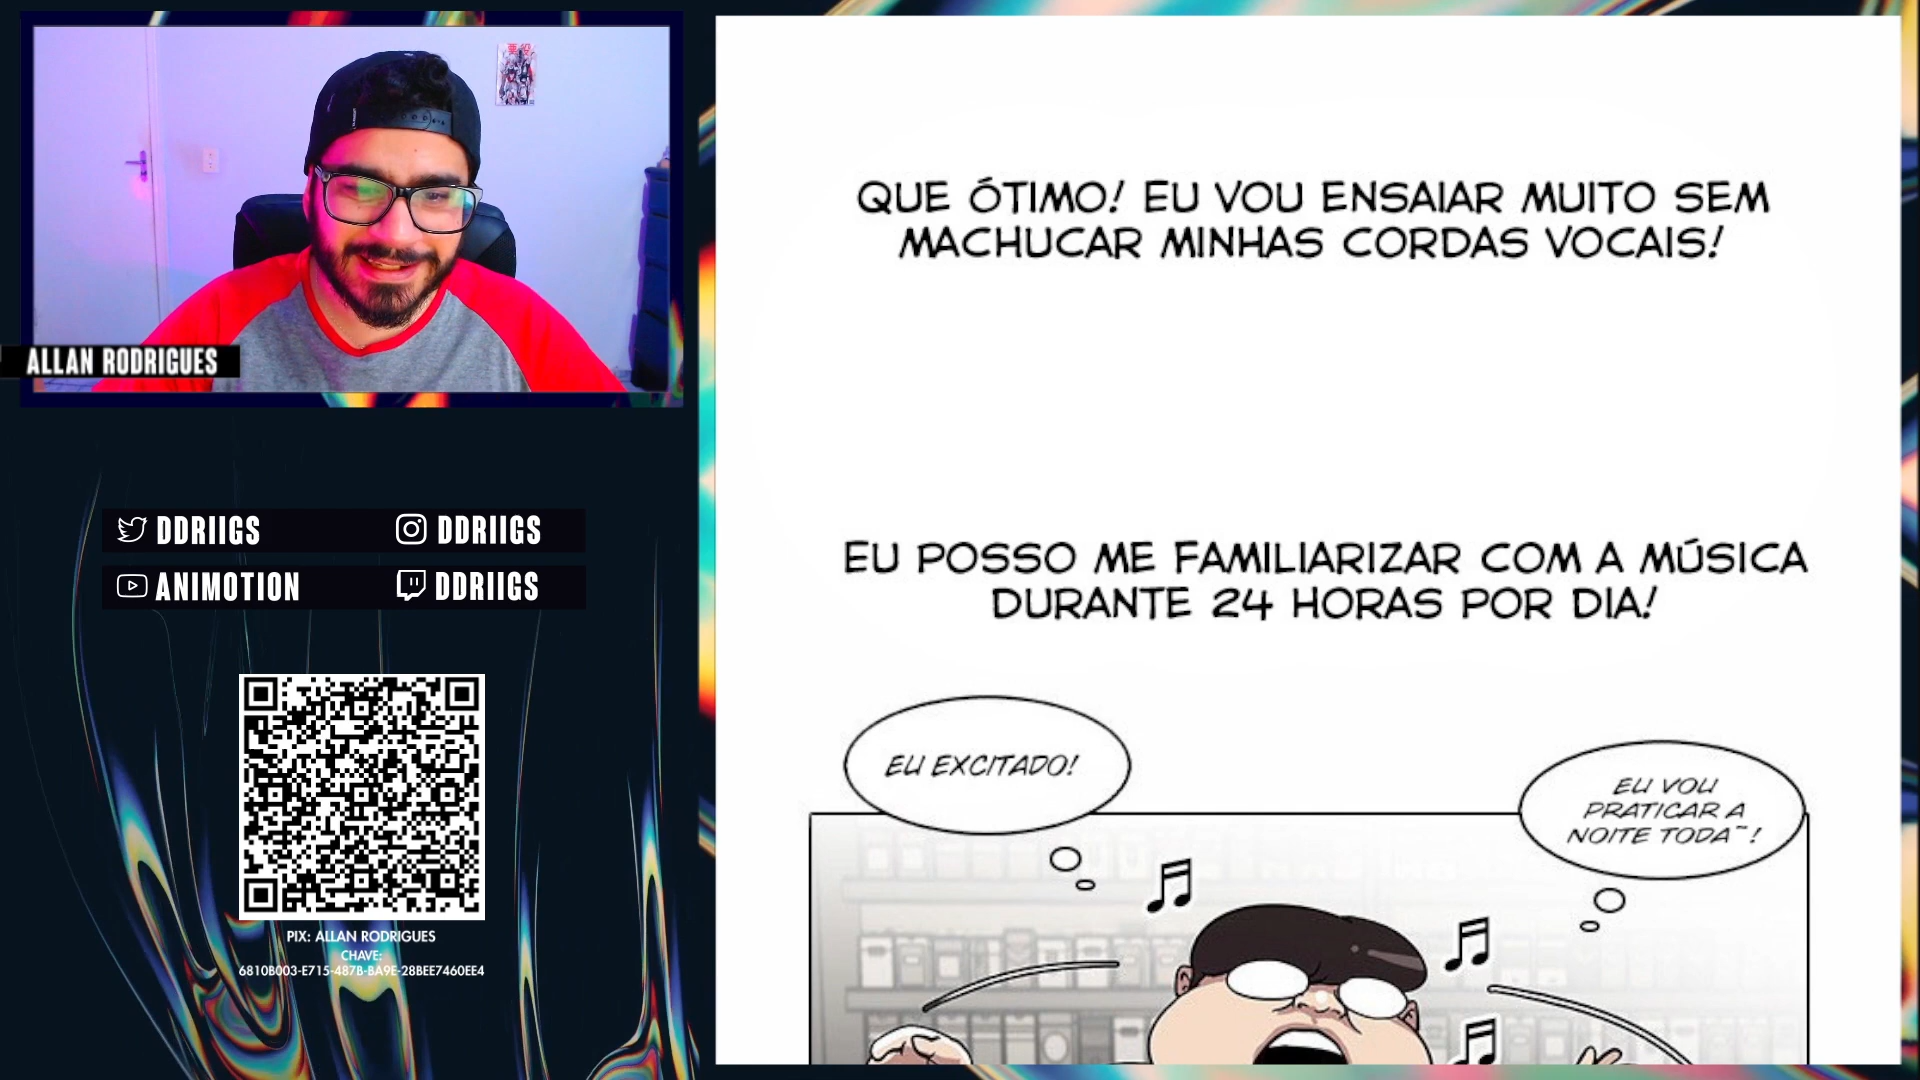 ALLAN RODRIGUES
DDRIIGS
DDRIIGS
ANIMOTION
DDRIIGS
PIX: ALLAN RODRIGUES
CHAVE:
6810B003-E715-487B-BA9E-28BEE7460EE4
QUE ÓTIMO! EU VOU ENSAIAR MUITO SEM
MACHUCAR MINHAS CORDAS VOCAIS!
EU POSSO ME FAMILIARIZAR COM A MÚSICA
DURANTE 24 HORAS POR DIA!
EU EXCITADO!
EU VOU
PRATICAR A
NOITE TODA~!